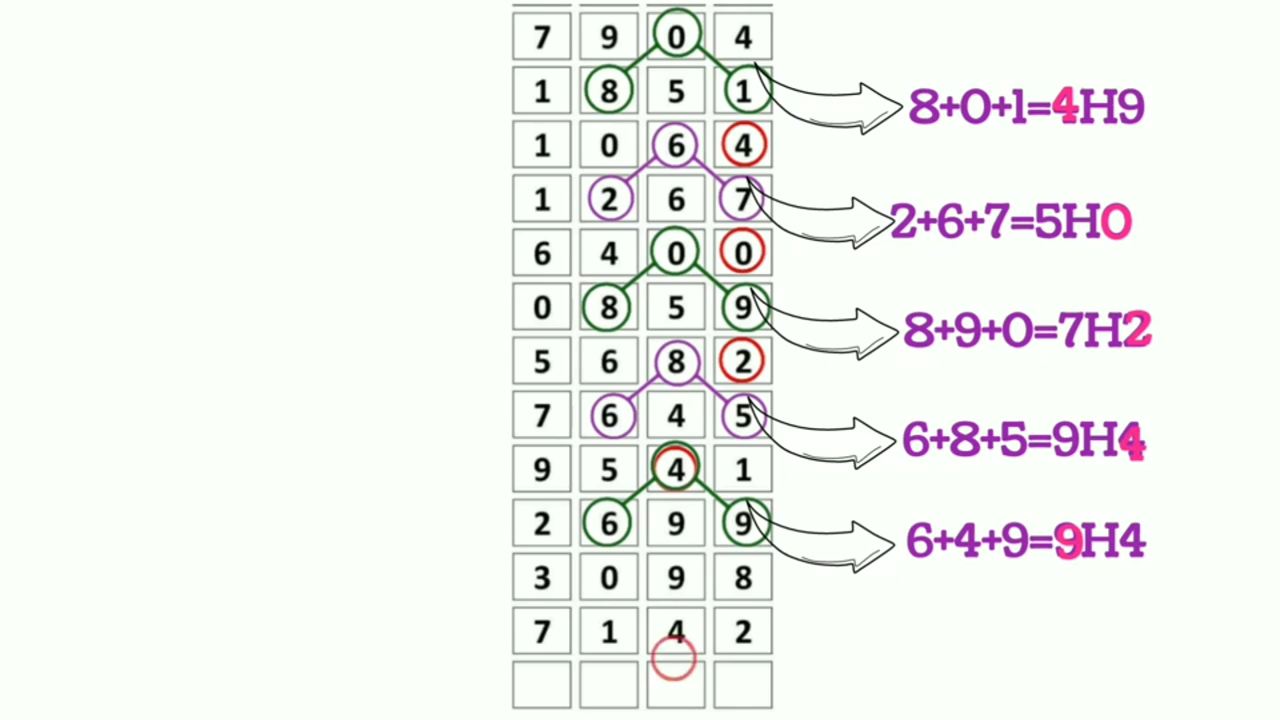 7 9 0 4
1 8 5 1
8+0+1=4H9
1 0 6 4
1 2 6 7
2+6+7=5H0
6 4 0 0
0 8 5 9
8+9+0=7H2
5 6 8 2
7 6 4 5
6+8+5=9H4
9 5 4 1
2 6 9 9
6+4+9=9H4
3 0 9 8
7 1 4 2